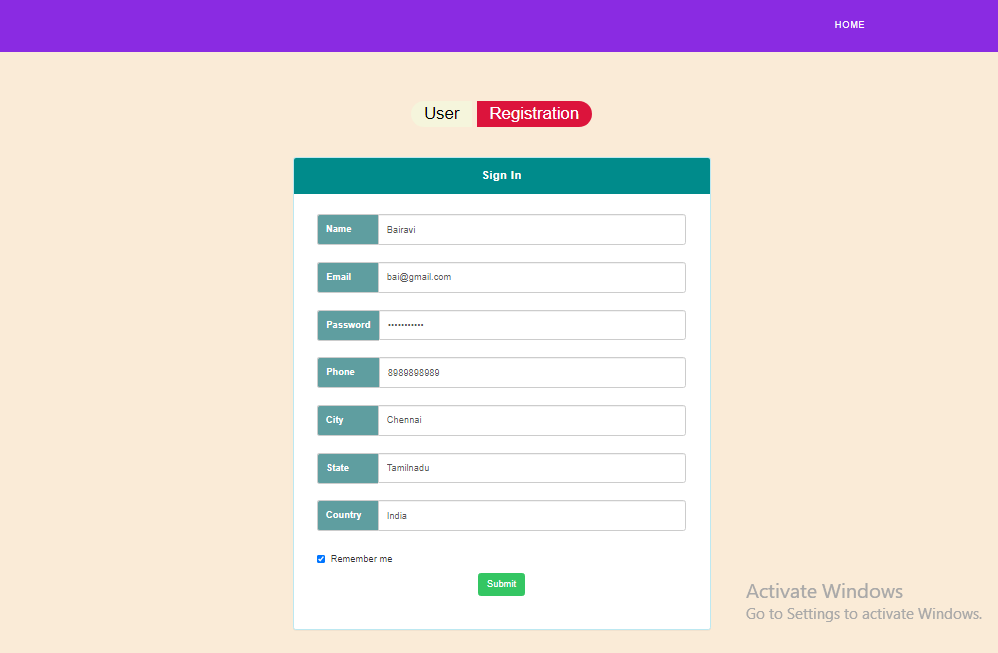 HOME
User Registration
Sign In
Name Bairavi
Email bai@gmail.com
Password •••••••••••
Phone 8989898989
City Chennai
State Tamilnadu
Country India
Remember me
Submit
Activate Windows
Go to Settings to activate Windows.